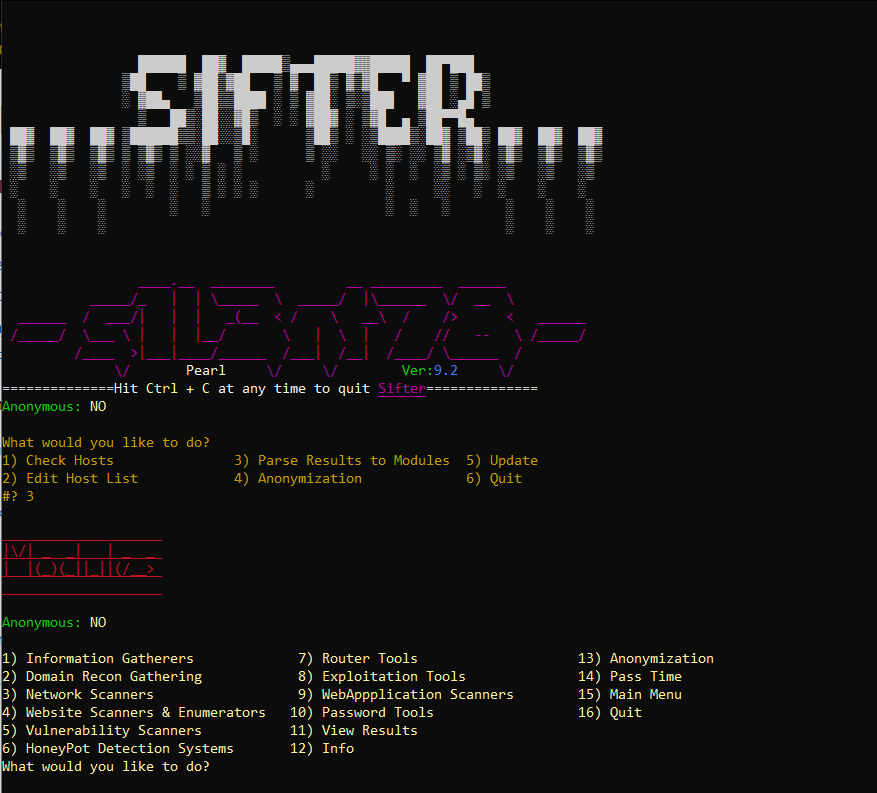 SIFTER
s1l3nt78
Pearl Ver:9.2
==============Hit Ctrl + C at any time to quit Sifter==============
Anonymous: NO
What would you like to do?
1) Check Hosts 3) Parse Results to Modules 5) Update
2) Edit Host List 4) Anonymization 6) Quit
#? 3
Modules
Anonymous: NO
1) Information Gatherers 7) Router Tools 13) Anonymization
2) Domain Recon Gathering 8) Exploitation Tools 14) Pass Time
3) Network Scanners 9) WebAppplication Scanners 15) Main Menu
4) Website Scanners & Enumerators 10) Password Tools 16) Quit
5) Vulnerability Scanners 11) View Results
6) HoneyPot Detection Systems 12) Info
What would you like to do?